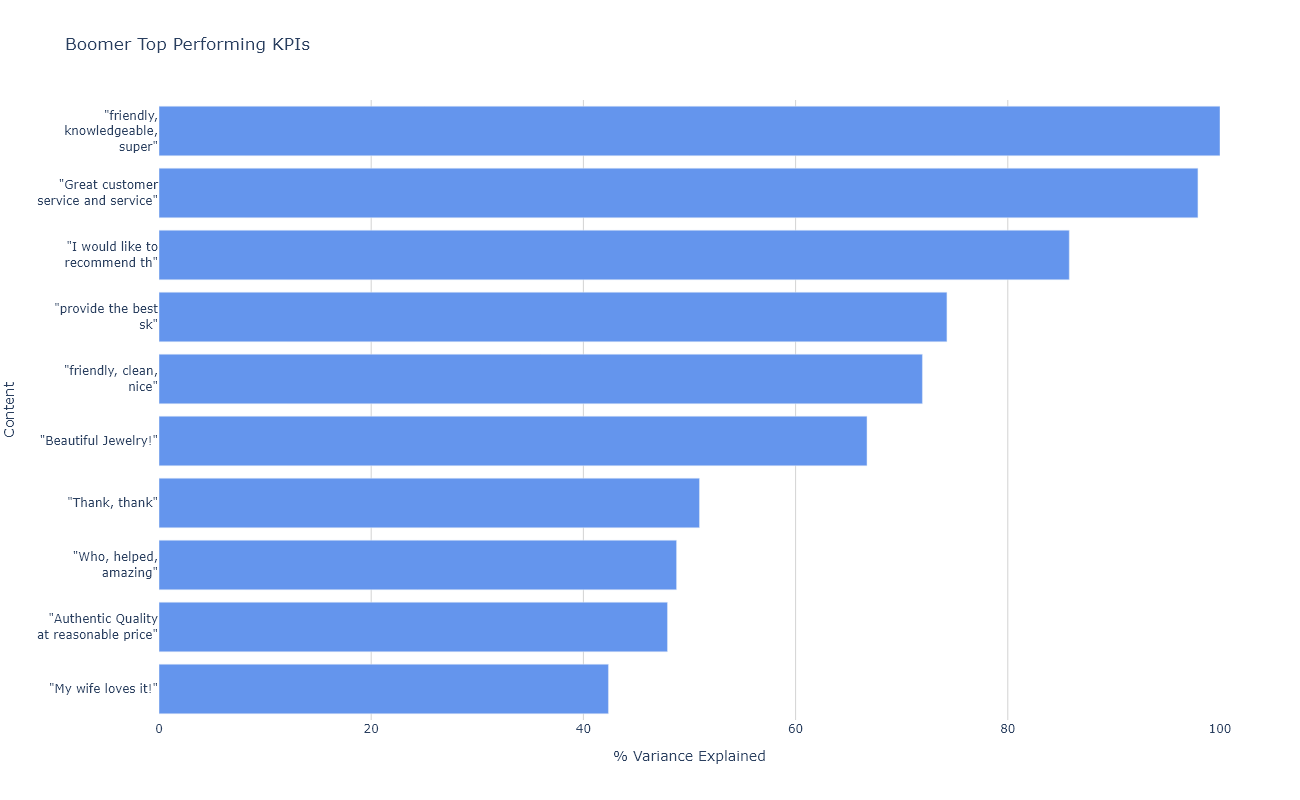 Boomer Top Performing KPIs
"friendly,
knowledgeable,
super"
"Great customer
service and service"
"I would like to
recommend th"
"provide the best
sk"
"friendly, clean,
nice"
Content
"Beautiful Jewelry!"
"Thank, thank"
"Who, helped,
amazing"
"Authentic Quality
at reasonable price"
"My wife loves it!"
0 20 40 60 80 100
% Variance Explained